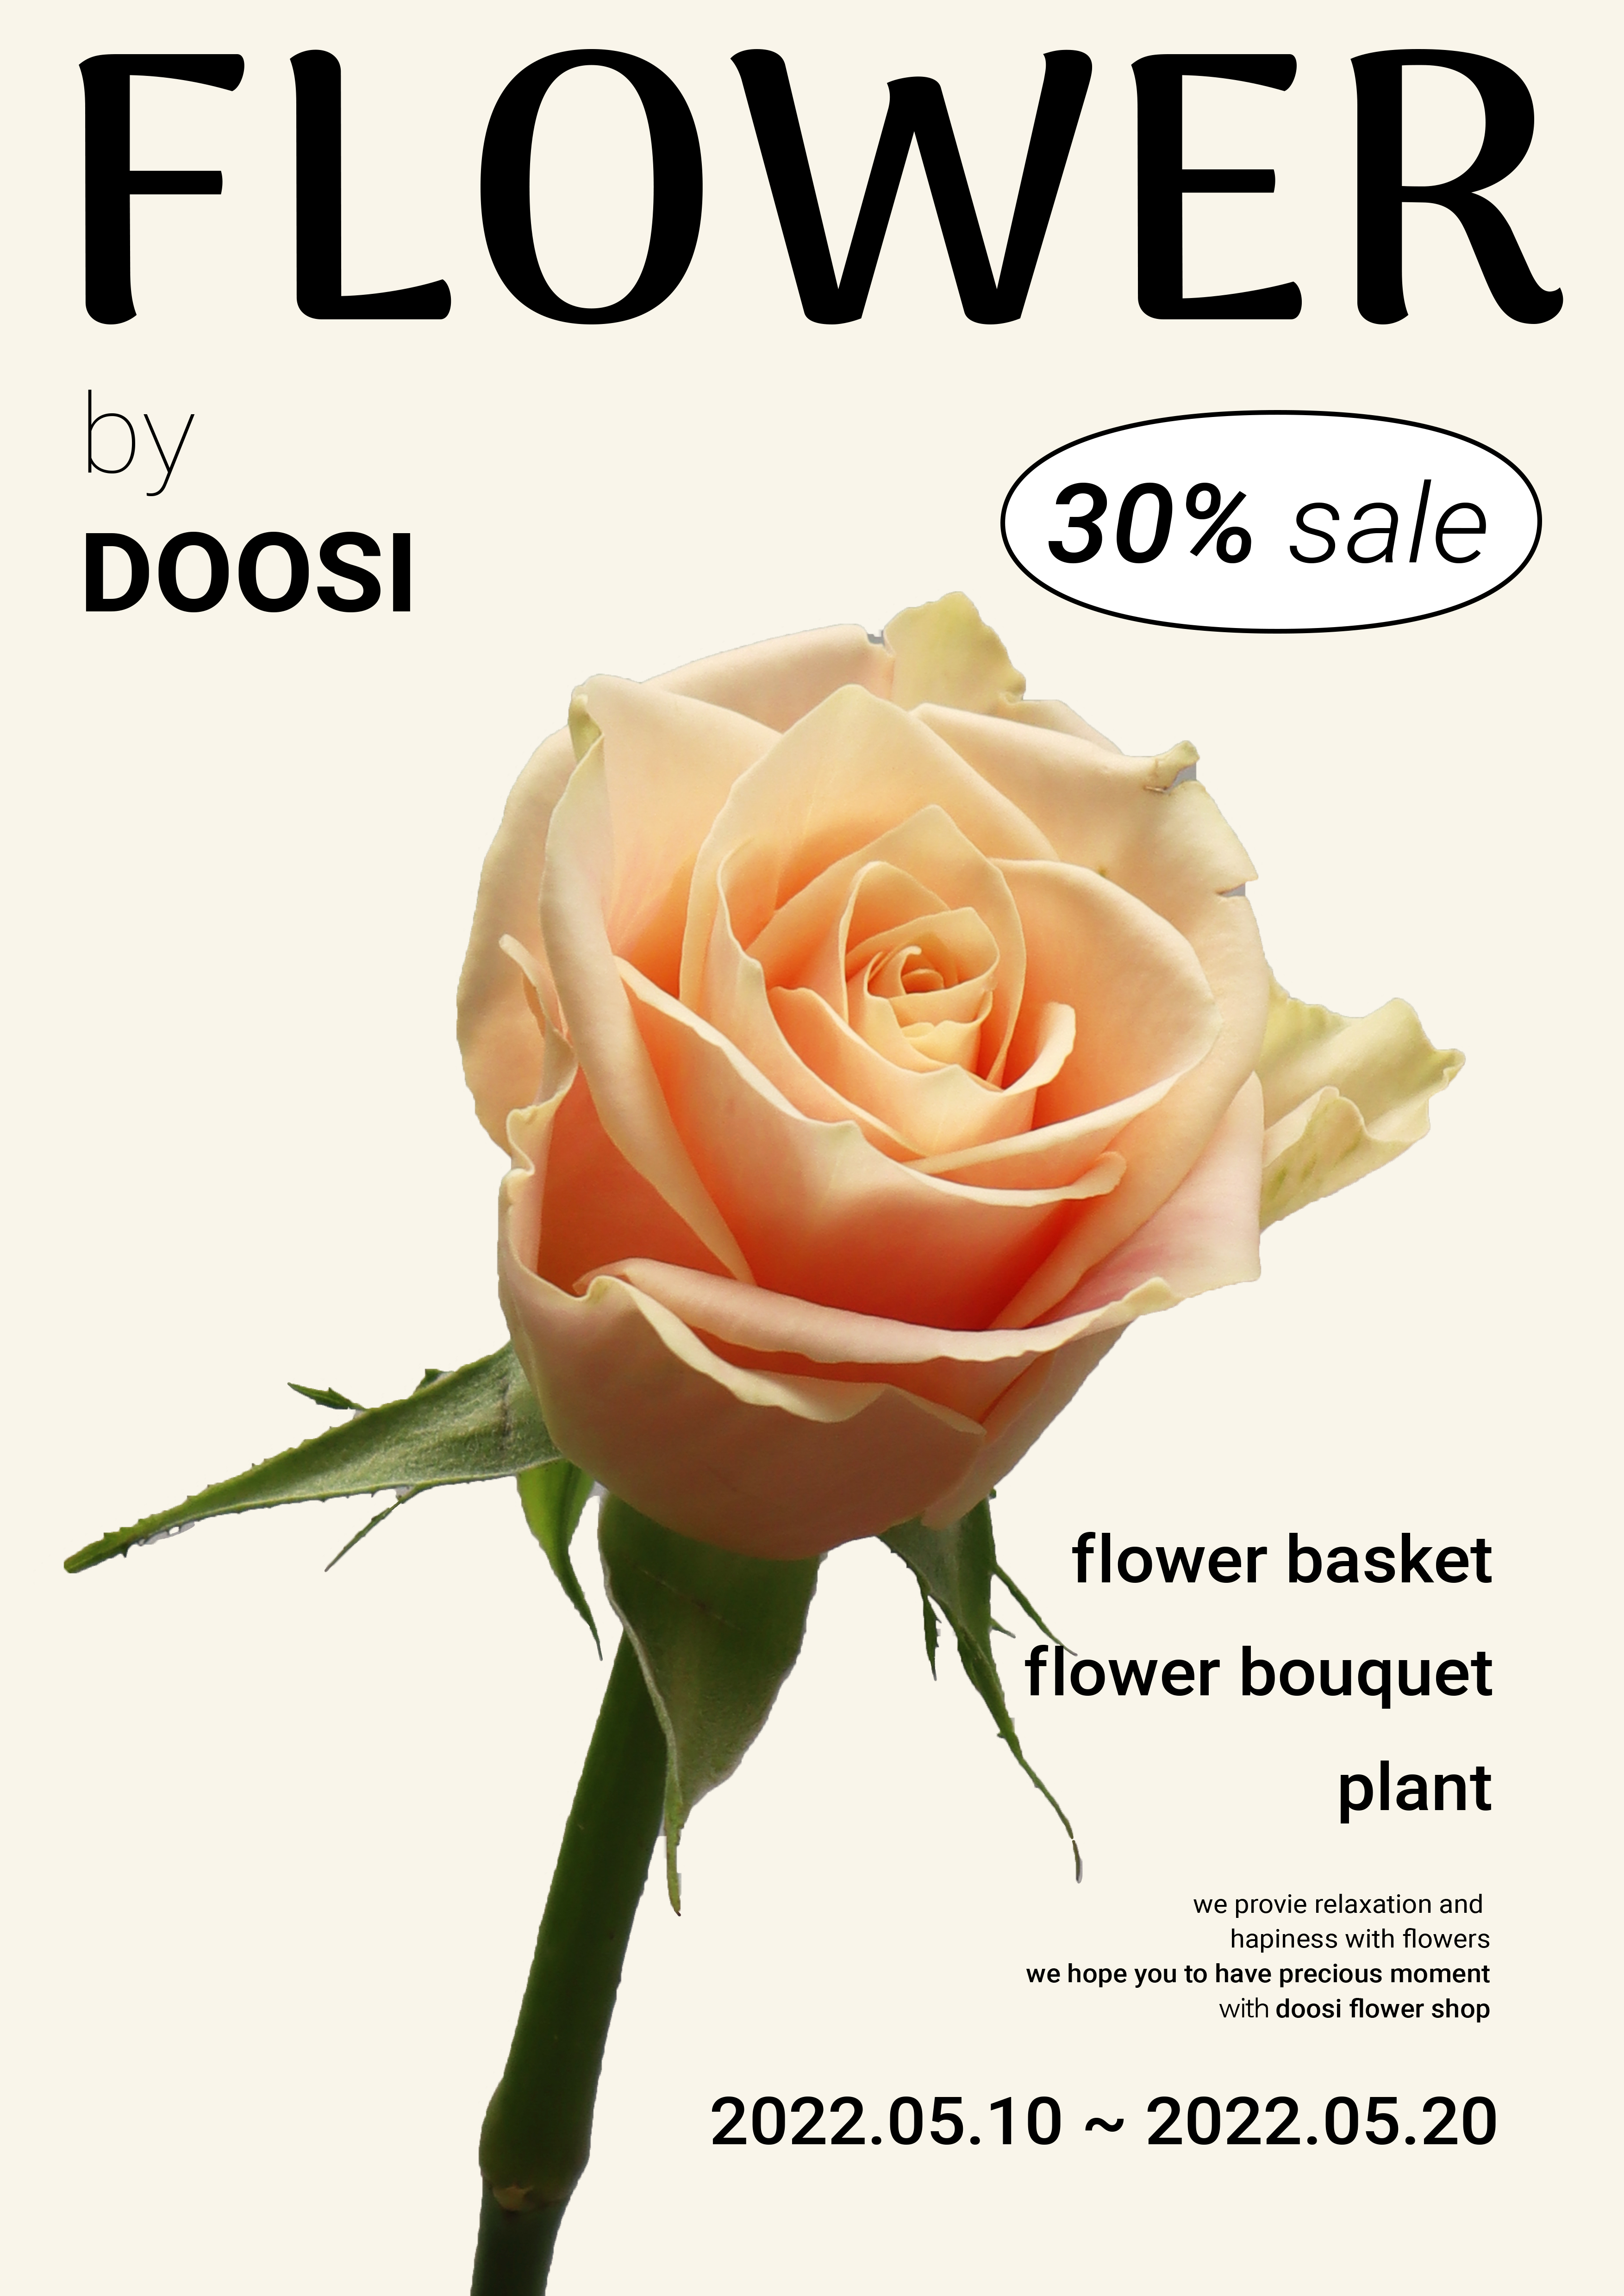 FLOWER
by
DOOSI
30% sale
flower basket
flower bouquet
plant
we provie relaxation and
hapiness with flowers
we hope you to have precious moment
with doosi flower shop
2022.05.10 ~ 2022.05.20